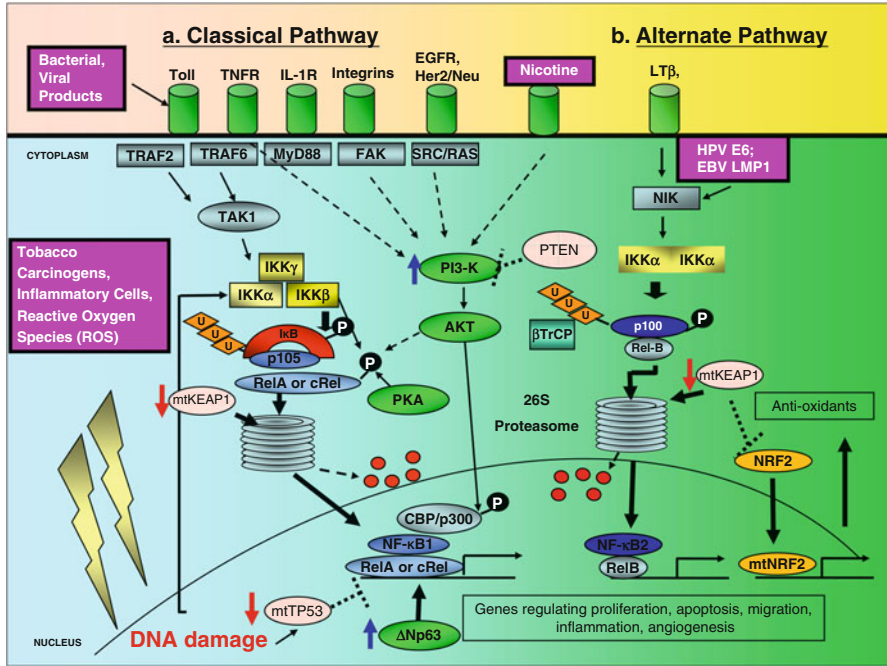 a. Classical Pathway
b. Alternate Pathway
Bacterial,
Viral
Products
Toll
TNFR
IL-1R
Integrins
EGFR,
Her2/Neu
Nicotine
LTβ,
CYTOPLASM
TRAF2
TRAF6
MyD88
FAK
SRC/RAS
HPV E6;
EBV LMP1
NIK
TAK1
Tobacco
Carcinogens,
Inflammatory Cells,
Reactive Oxygen
Species (ROS)
IKKγ
IKKα
IKKβ
PI3-K
PTEN
IKKα
IKKα
U
U
U
IκB
P
p105
RelA or cRel
P
AKT
PKA
U
U
U
βTrCP
p100
P
Rel-B
mtKEAP1
26S
Proteasome
mtKEAP1
Anti-oxidants
NRF2
CBP/p300
P
NF-κB1
RelA or cRel
NF-κB2
RelB
mtNRF2
mtTP53
DNA damage
ΔNp63
Genes regulating proliferation, apoptosis, migration,
inflammation, angiogenesis
NUCLEUS